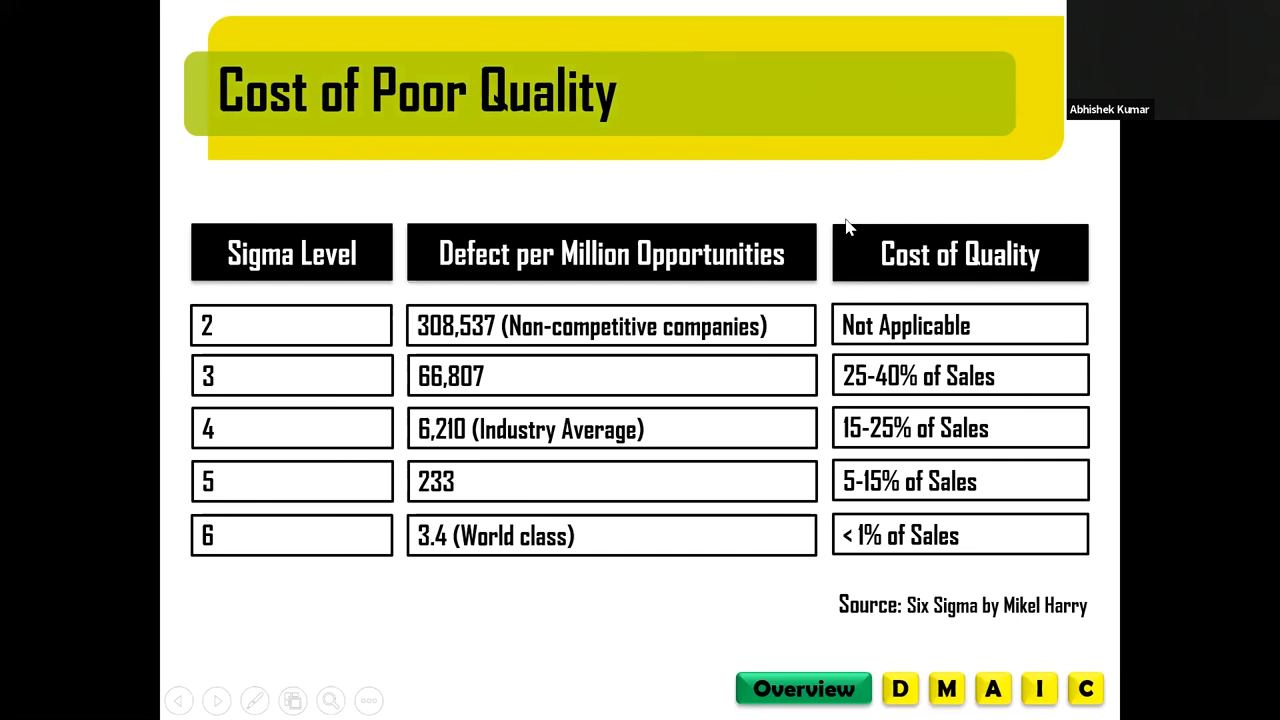 Cost of Poor Quality
Abhishek Kumar
Sigma Level Defect per Million Opportunities Cost of Quality
2 308,537 (Non-competitive companies) Not Applicable
3 66,807 25-40% of Sales
4 6,210 (Industry Average) 15-25% of Sales
5 233 5-15% of Sales
6 3.4 (World class) < 1% of Sales
Source: Six Sigma by Mikel Harry
Overview D M A I C